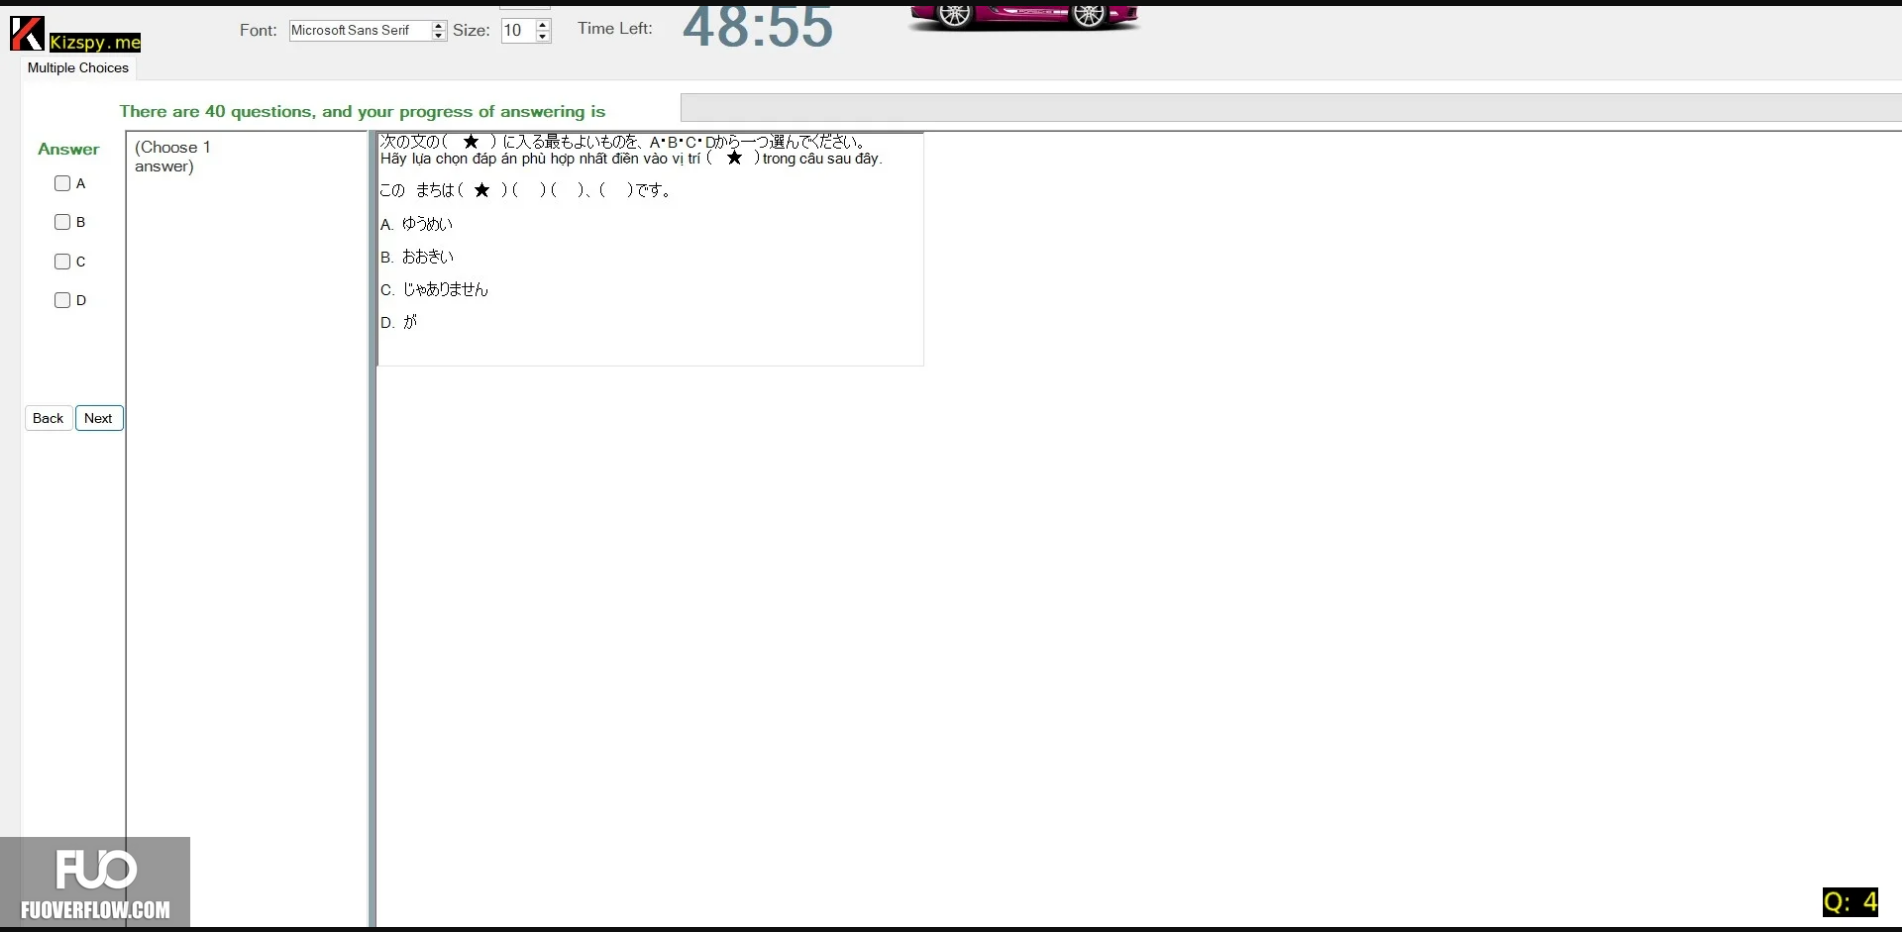 Kizspy.me
Font: Microsoft Sans Serif Size: 10 Time Left: 48:55
Multiple Choices
There are 40 questions, and your progress of answering is
Answer
A
B
C
D
Back Next
(Choose 1
answer)
次の文の( ★ )に入る最もよいものを、A・B・C・Dから一つ選んでください。
Hãy lựa chọn đáp án phù hợp nhất điền vào vị trí ( ★ )trong câu sau đây.
この まちは( ★ )( )( )、( )です。
A. ゆうめい
B. おおきい
C. じゃありません
D. が
FUO
FUOVERFLOW.COM
Q: 4